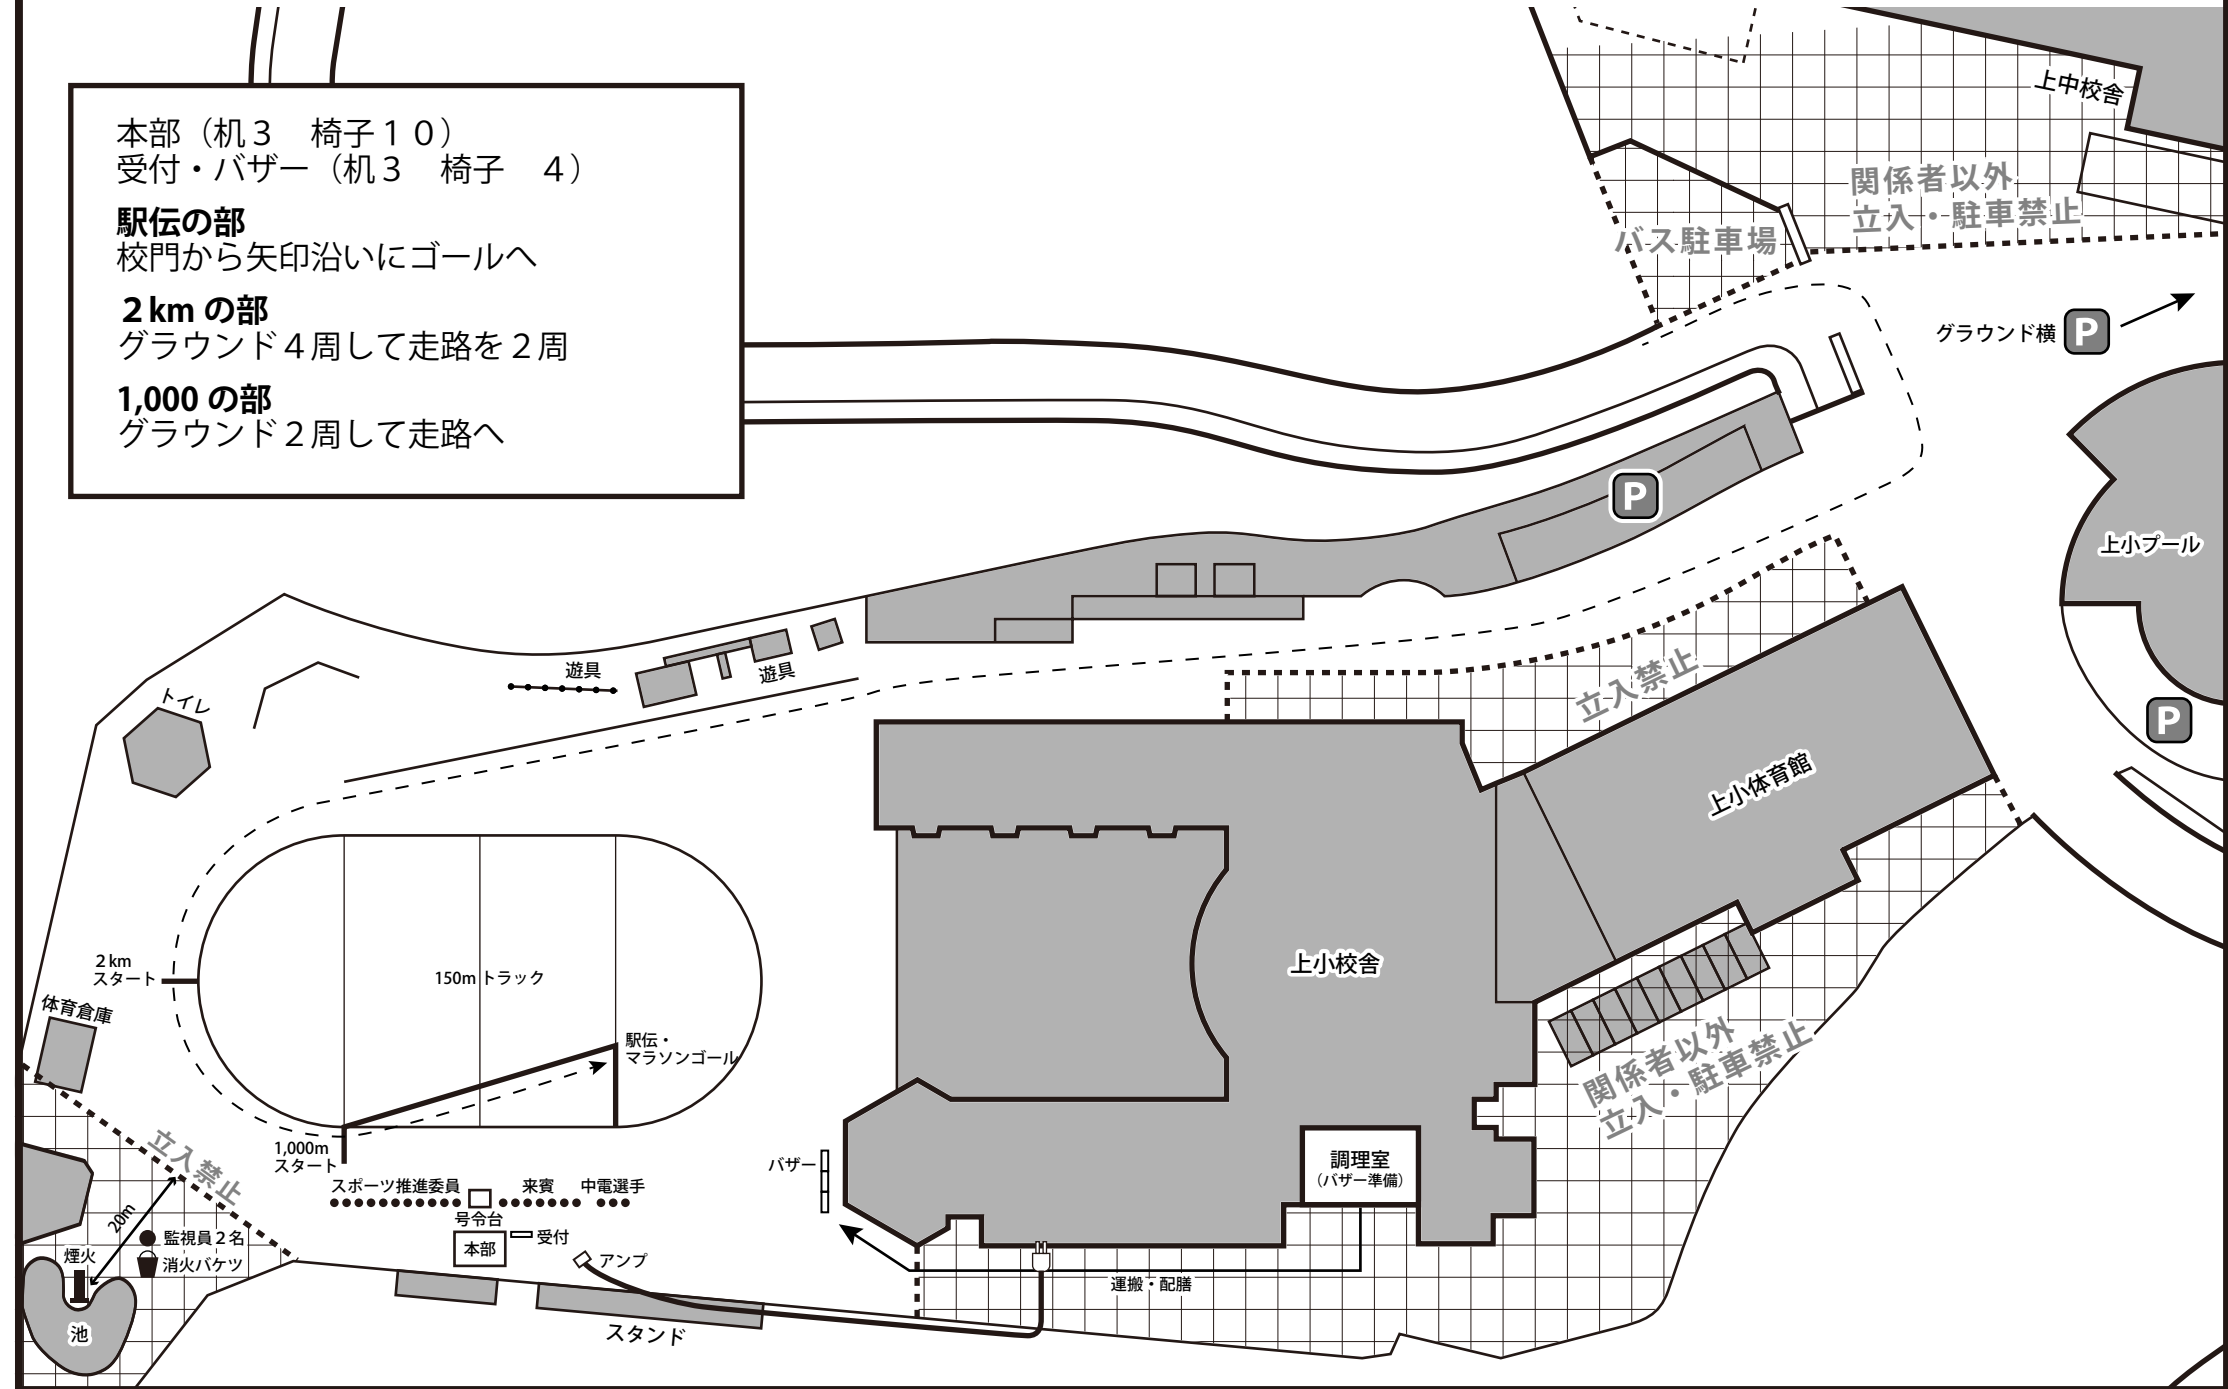 本部（机３　椅子１０）
受付・バザー（机３　椅子　４）
駅伝の部
校門から矢印沿いにゴールへ
２km の部
グラウンド４周して走路を２周
1,000 の部
グラウンド２周して走路へ
上中校舎
関係者以外
立入・駐車禁止
バス駐車場
グラウンド横
P
P
上小プール
P
遊具
遊具
トイレ
立入禁止
上小体育館
２km
スタート
150m トラック
体育倉庫
駅伝・
マラソンゴール
上小校舎
関係者以外
立入・駐車禁止
1,000m
スタート
立入禁止
バザー
調理室
（バザー準備）
スポーツ推進委員
来賓
中電選手
号令台
受付
本部
アンプ
20m
監視員２名
煙火
消火バケツ
運搬・配膳
池
スタンド